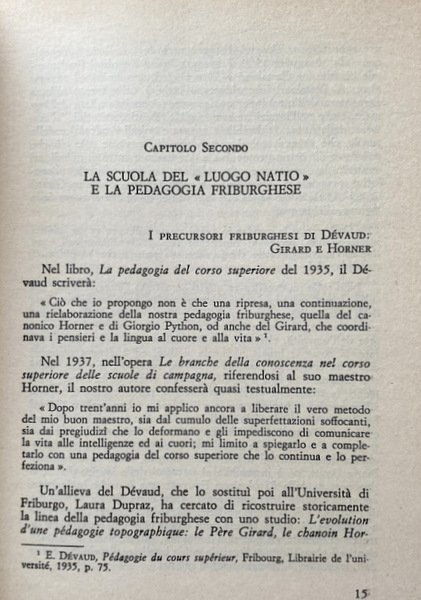 CAPITOLO SECONDO
LA SCUOLA DEL « LUOGO NATIO »
E LA PEDAGOGIA FRIBURGHESE
I PRECURSORI FRIBURGHESI DI DÉVAUD:
GIRARD E HORNER
Nel libro, La pedagogia del corso superiore del 1935, il Dé-
vaud scriverà:
« Ciò che io propongo non è che una ripresa, una continuazione,
una rielaborazione della nostra pedagogia friburghese, quella del ca-
nonico Horner e di Giorgio Python, od anche del Girard, che coordi-
nava i pensieri e la lingua al cuore e alla vita » 1.
Nel 1937, nell'opera Le branche della conoscenza nel corso
superiore delle scuole di campagna, riferendosi al suo maestro
Horner, il nostro autore confesserà quasi testualmente:
« Dopo trent'anni io mi applico ancora a liberare il vero metodo
del mio buon maestro, sia dal cumulo delle superfettazioni soffocanti,
sia dai pregiudizî che lo deformano e gli impediscono di comunicare
la vita alle intelligenze ed ai cuori; mi limito a spiegarlo e a comple-
tarlo con una pedagogia del corso superiore che lo continua e lo per-
feziona ».
Un'allieva del Dévaud, che lo sostituì poi all'Università di
Friburgo, Laura Dupraz, ha cercato di ricostruire storicamente
la linea della pedagogia friburghese con uno studio: L'evolution
d'une pédagogie topographique: le Père Girard, le chanoin Hor-
1 E. DÉVAUD, Pédagogie du cours supérieur, Fribourg, Librairie de l'uni-
versité, 1935, p. 75.
15